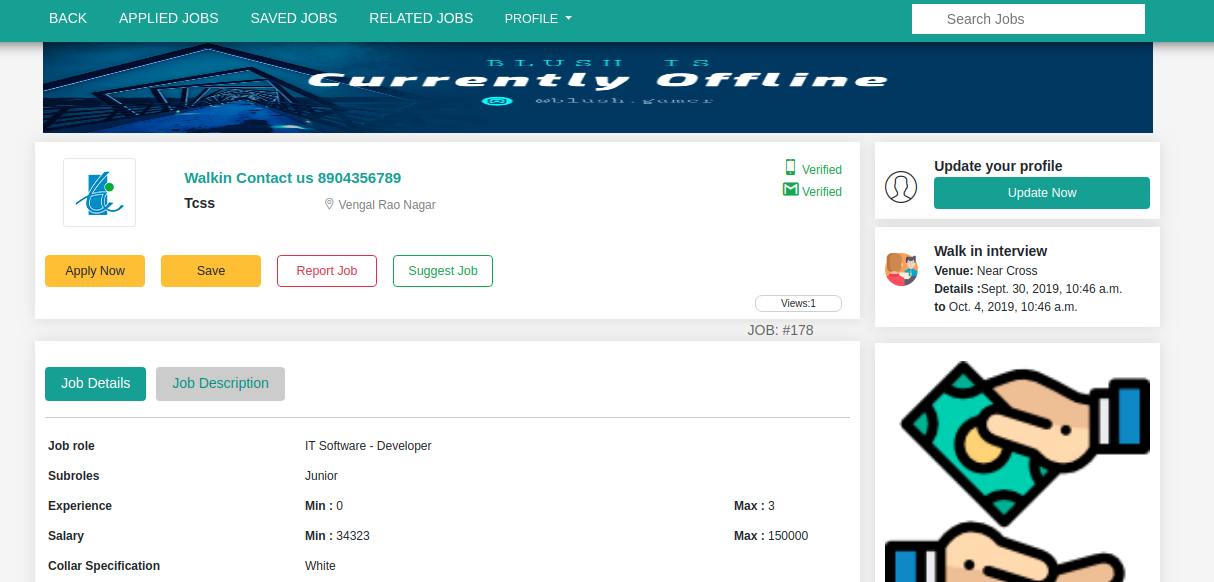 BACK APPLIED JOBS SAVED JOBS RELATED JOBS PROFILE Search Jobs
BLUSH IS
Currently Offline
@blush.gamer
Walkin Contact us 8904356789
Tcss Vengal Rao Nagar
Verified
Verified
Apply Now Save Report Job Suggest Job
Views:1
JOB: #178
Update your profile
Update Now
Walk in interview
Venue: Near Cross
Details :Sept. 30, 2019, 10:46 a.m.
to Oct. 4, 2019, 10:46 a.m.
Job Details Job Description
Job role IT Software - Developer
Subroles Junior
Experience Min : 0 Max : 3
Salary Min : 34323 Max : 150000
Collar Specification White